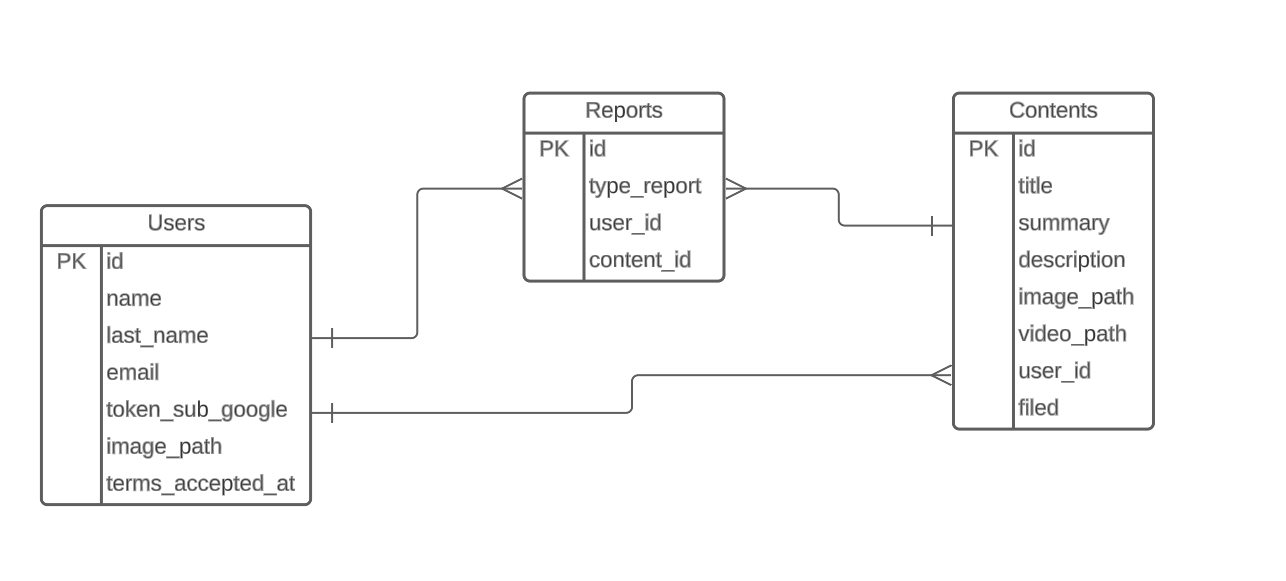 Users
PK id
name
last_name
email
token_sub_google
image_path
terms_accepted_at
Reports
PK id
type_report
user_id
content_id
Contents
PK id
title
summary
description
image_path
video_path
user_id
filed